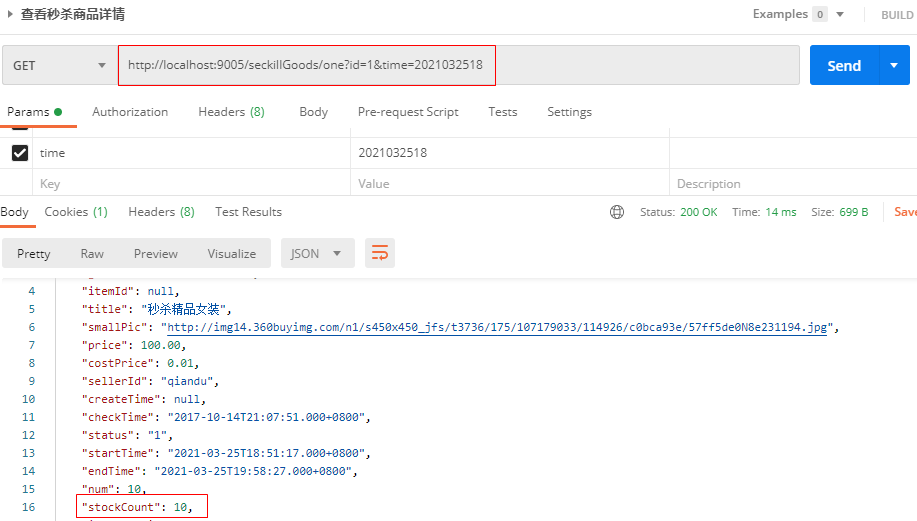 查看秒杀商品详情
Examples 0
BUILD
GET
http://localhost:9005/seckillGoods/one?id=1&time=2021032518
Send
Params
Authorization
Headers (8)
Body
Pre-request Script
Tests
Settings
time
2021032518
Key
Value
Description
Body
Cookies (1)
Headers (8)
Test Results
Status: 200 OK
Time: 14 ms
Size: 699 B
Save
Pretty
Raw
Preview
Visualize
JSON
4 "itemId": null,
5 "title": "秒杀精品女装",
6 "smallPic": "http://img14.360buyimg.com/n1/s450x450_jfs/t3736/175/107179033/114926/c0bca93e/57ff5de0N8e231194.jpg",
7 "price": 100.00,
8 "costPrice": 0.01,
9 "sellerId": "qiandu",
10 "createTime": null,
11 "checkTime": "2017-10-14T21:07:51.000+0800",
12 "status": "1",
13 "startTime": "2021-03-25T18:51:17.000+0800",
14 "endTime": "2021-03-25T19:58:27.000+0800",
15 "num": 10,
16 "stockCount": 10,